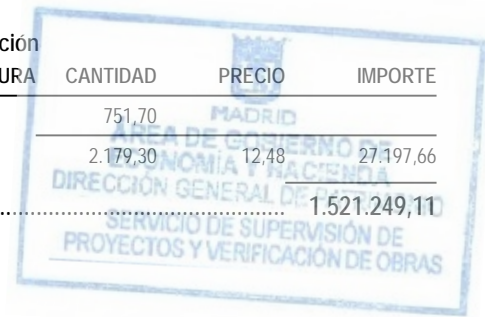 ción
URA CANTIDAD PRECIO IMPORTE
751,70
2.179,30 12,48 27.197,66
................................................ 1.521.249,11
MADRID
ÁREA DE GOBIERNO DE
ECONOMÍA Y HACIENDA
DIRECCIÓN GENERAL DE
SERVICIO DE SUPERVISIÓN DE
PROYECTOS Y VERIFICACIÓN DE OBRAS